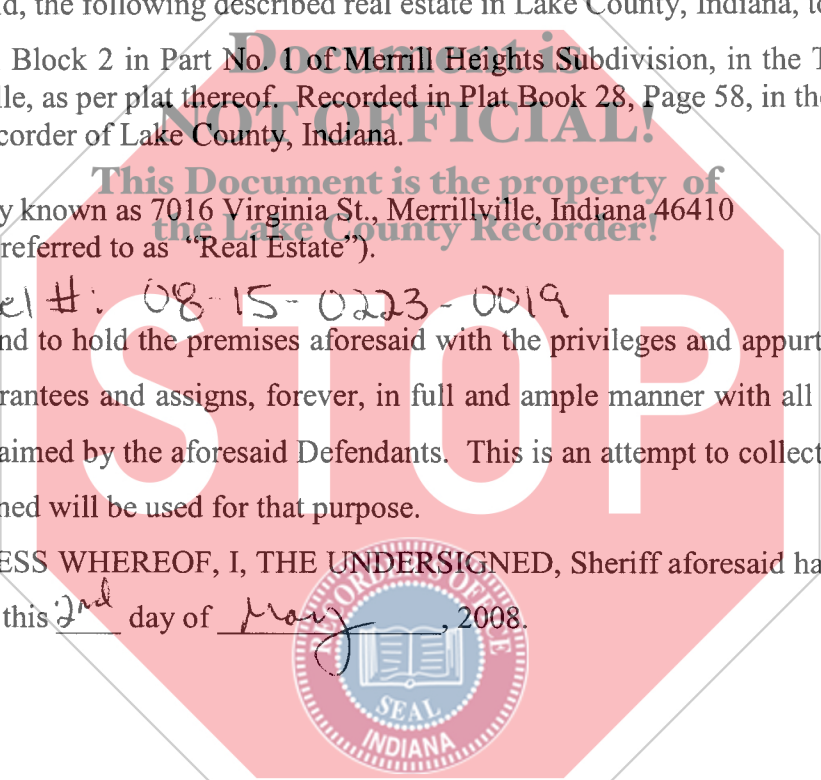 d, the following described real estate in Lake County, Indiana, to
Document is
Block 2 in Part No. 1 of Merrill Heights Subdivision, in the T
lle, as per plat thereof. Recorded in Plat Book 28, Page 58, in the
NOT OFFICIAL!
corder of Lake County, Indiana.
This Document is the property of
y known as 7016 Virginia St., Merrillville, Indiana 46410
the Lake County Recorder!
referred to as "Real Estate").
el #: 08-15-0223-0019
nd to hold the premises aforesaid with the privileges and appurt
rantees and assigns, forever, in full and ample manner with all
STOP
aimed by the aforesaid Defendants. This is an attempt to collect
ned will be used for that purpose.
ESS WHEREOF, I, THE UNDERSIGNED, Sheriff aforesaid ha
this 2nd day of May, 2008.
RECORDER'S OFFICE
SEAL
INDIANA